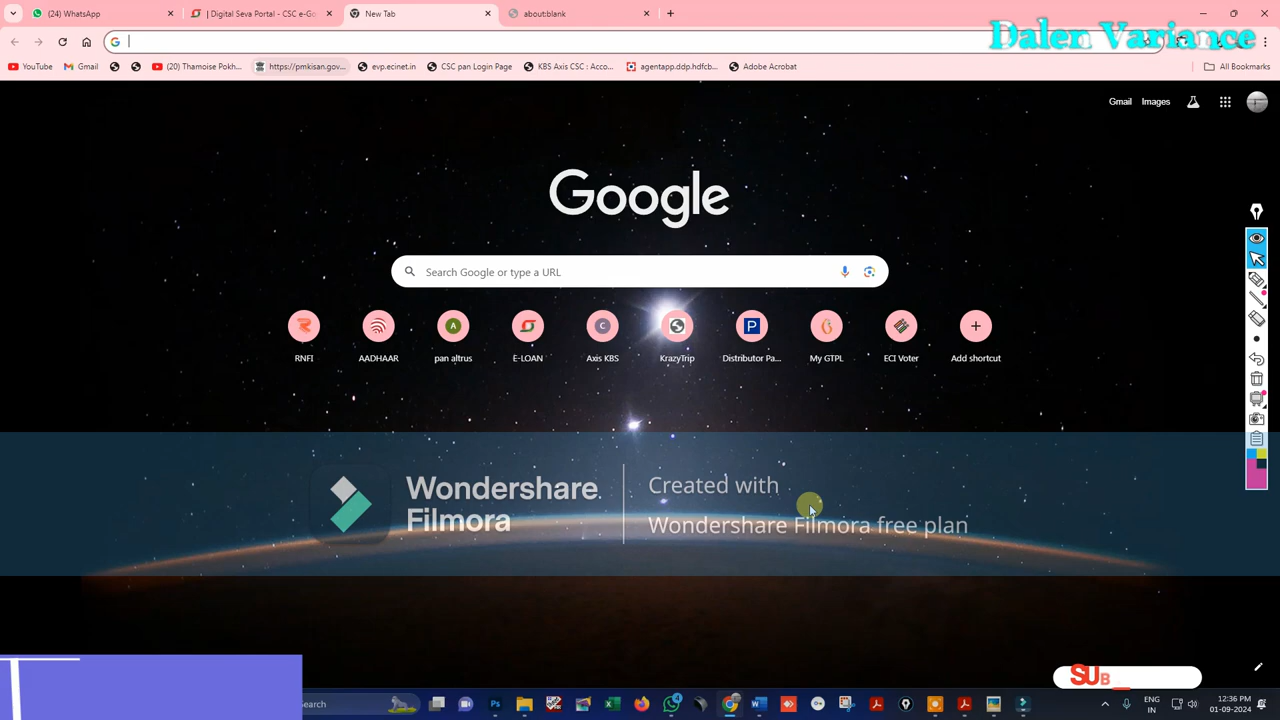 (24) WhatsApp
| Digital Seva Portal - CSC e-Go
New Tab
about:blank
Dalen Variance
YouTube
Gmail
(20) Thamoise Pokh...
https://pmkisan.gov...
evp.ecinet.in
CSC pan Login Page
KBS Axis CSC : Acco...
agentapp.ddp.hdfcb...
Adobe Acrobat
All Bookmarks
Gmail
Images
Google
Search Google or type a URL
RNFI
AADHAAR
pan altrus
E-LOAN
Axis KBS
KrazyTrip
Distributor Pa...
My GTPL
ECI Voter
Add shortcut
Wondershare
Filmora
Created with
Wondershare Filmora free plan
SUB_
Search
ENG
IN
12:36 PM
01-09-2024